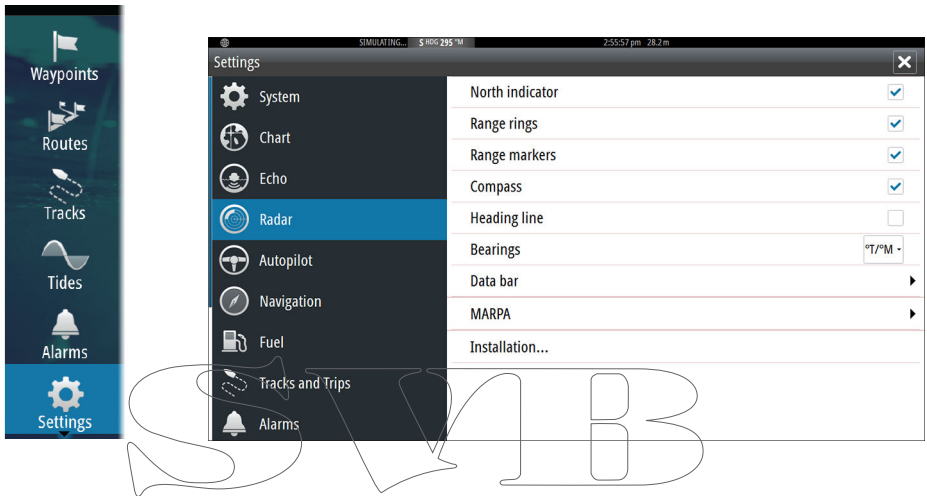 Waypoints
Routes
Tracks
Tides
Alarms
Settings
SIMULATING... S HDG 295 °M 2:55:57 pm 28.2 m
Settings
System
Chart
Echo
Radar
Autopilot
Navigation
Fuel
Tracks and Trips
Alarms
North indicator
Range rings
Range markers
Compass
Heading line
Bearings °T/°M
Data bar
MARPA
Installation...
SVB